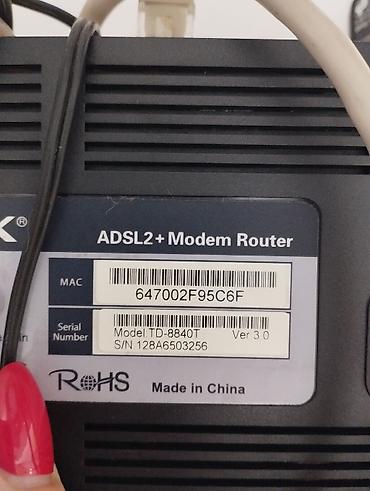 K®
ADSL2+Modem Router
MAC
647002F95C6F
Serial
Number
Model:TD-8840T Ver 3.0
S/N.128A6503256
RoHS
Made in China